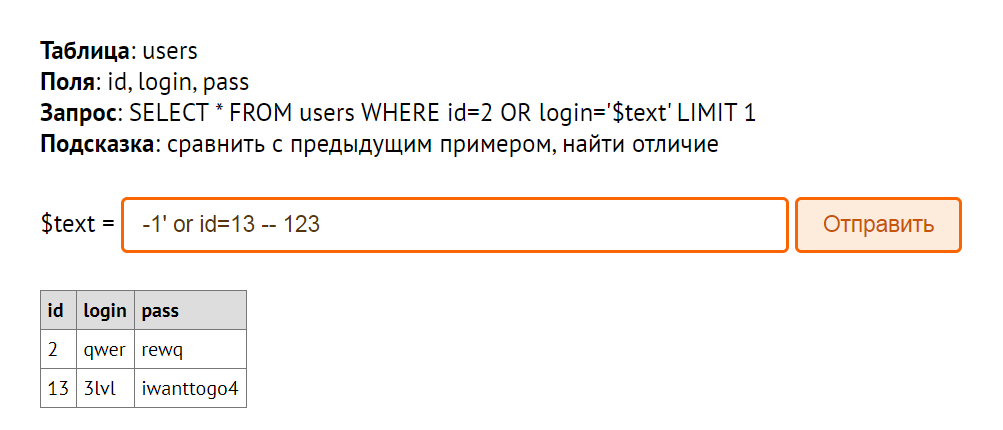 Таблица: users
Поля: id, login, pass
Запрос: SELECT * FROM users WHERE id=2 OR login='$text' LIMIT 1
Подсказка: сравнить с предыдущим примером, найти отличие
$text = -1' or id=13 -- 123 Отправить
id login pass
2 qwer rewq
13 3lvl iwanttogo4